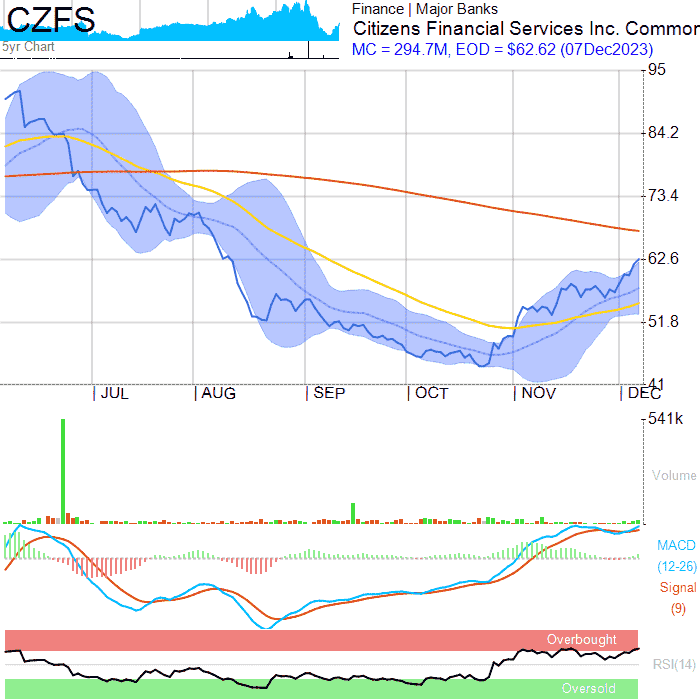 CZFS
5yr Chart
Finance | Major Banks
Citizens Financial Services Inc. Common
MC = 294.7M, EOD = $62.62 (07Dec2023)
95
84.2
73.4
62.6
51.8
41
JUL
AUG
SEP
OCT
NOV
DEC
541k
Volume
MACD
(12-26)
Signal
(9)
Overbought
RSI(14)
Oversold